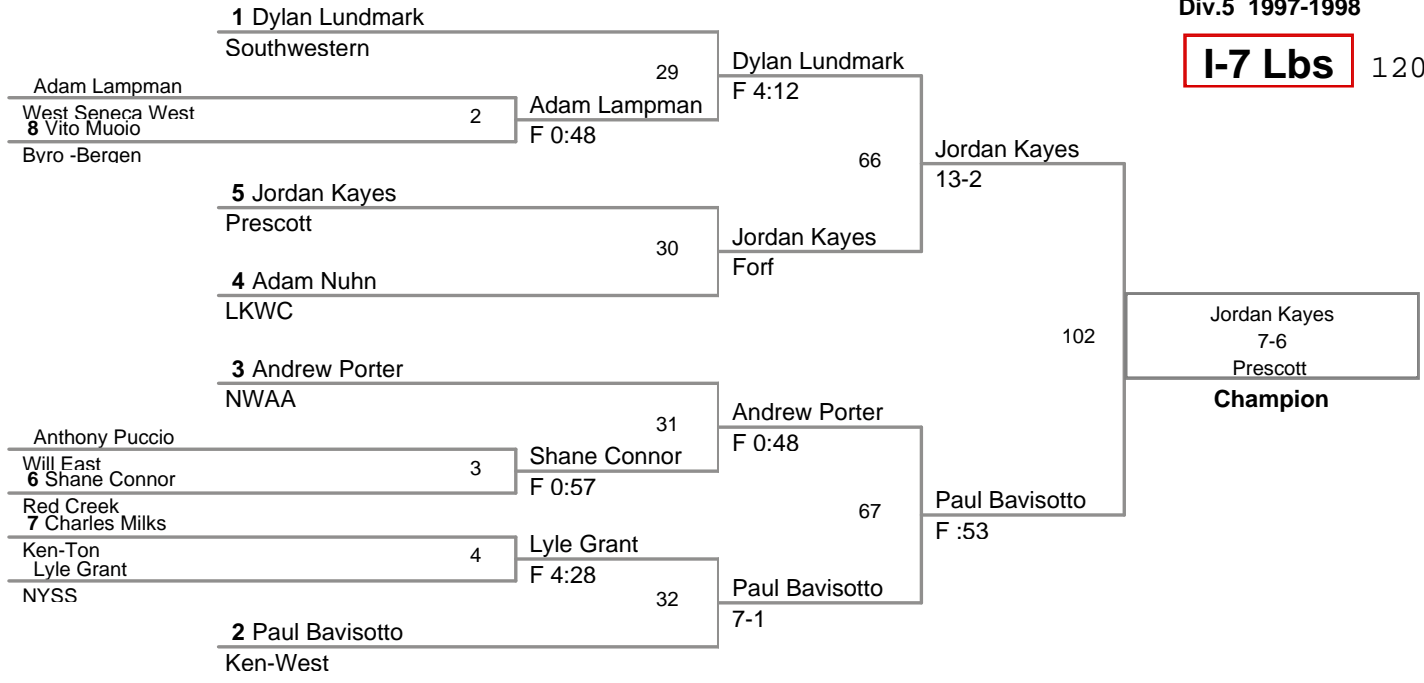 Div.5 1997-1998
I-7 Lbs 120
1 Dylan Lundmark
Southwestern
29
Dylan Lundmark
F 4:12
Adam Lampman
West Seneca West
2
Adam Lampman
F 0:48
8 Vito Muoio
Byro -Bergen
66
Jordan Kayes
13-2
5 Jordan Kayes
Prescott
30
Jordan Kayes
Forf
4 Adam Nuhn
LKWC
102
Jordan Kayes
7-6
Prescott
Champion
3 Andrew Porter
NWAA
31
Andrew Porter
F 0:48
Anthony Puccio
Will East
3
Shane Connor
F 0:57
6 Shane Connor
Red Creek
67
Paul Bavisotto
F :53
7 Charles Milks
Ken-Ton
4
Lyle Grant
F 4:28
Lyle Grant
NYSS
32
Paul Bavisotto
7-1
2 Paul Bavisotto
Ken-West